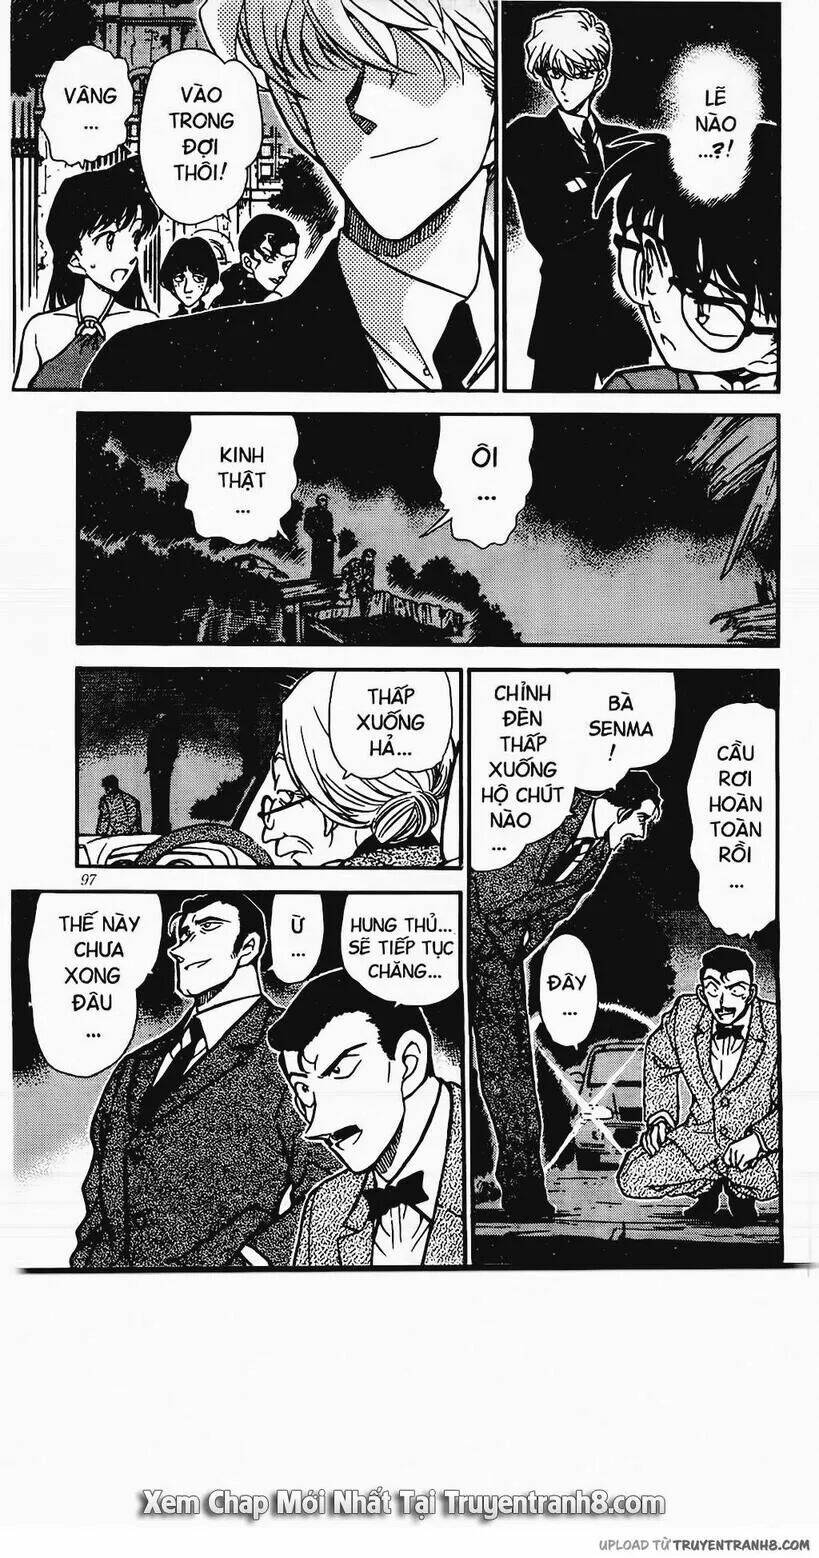 LẼ
NÀO
...?!
VÀO
TRONG
ĐỢI
THÔI!
VÂNG
...
ÔI
...
KINH
THẬT
...
CẦU
RƠI
HOÀN
TOÀN
RỒI
...
BÀ
SENMA
!
CHỈNH
ĐÈN
THẤP
XUỐNG
HỘ CHÚT
NÀO
...
ĐÂY
...
THẤP
XUỐNG
HẢ...
97
HUNG THỦ...
SẼ TIẾP TỤC
CHĂNG...
Ừ
...
THẾ NÀY
CHƯA
XONG
ĐÂU
...
Xem Chap Mới Nhất Tại Truyentranh8.com
UPLOAD TỪ TRUYENTRANH8.COM